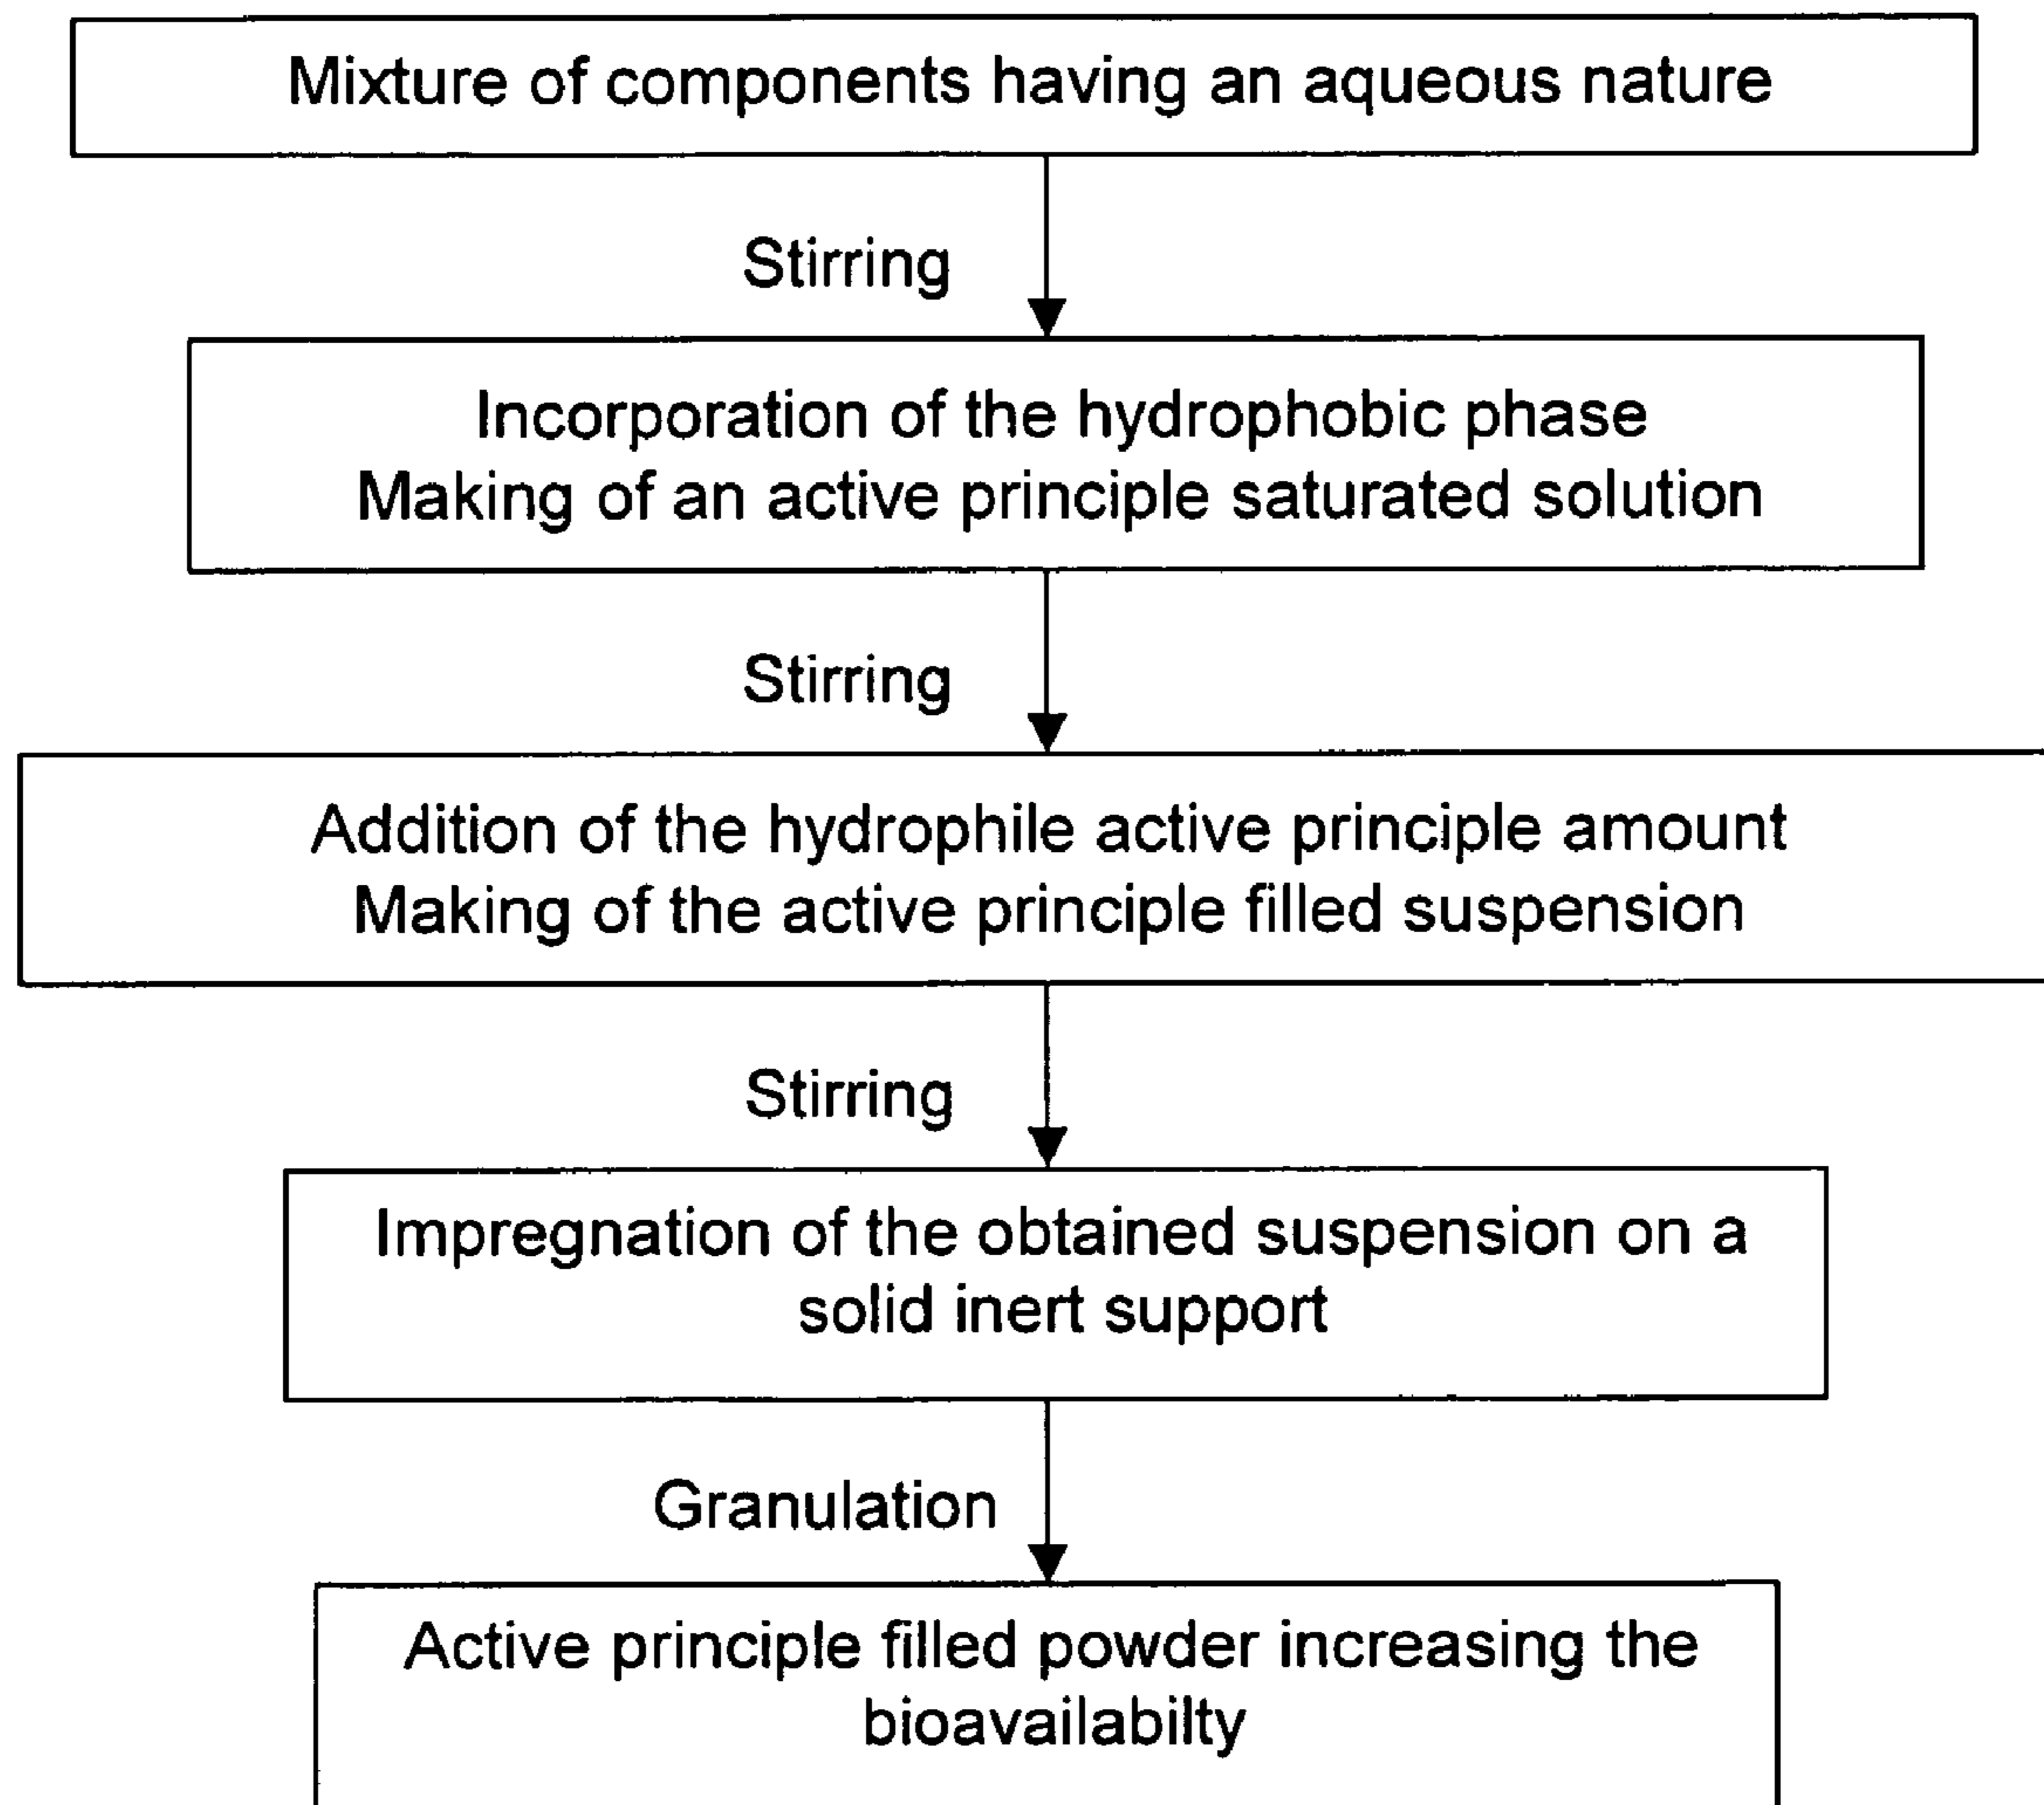 Mixture of components having an aqueous nature
Stirring
Incorporation of the hydrophobic phase
Making of an active principle saturated solution
Stirring
Addition of the hydrophile active principle amount
Making of the active principle filled suspension
Stirring
Impregnation of the obtained suspension on a
solid inert support
Granulation
Active principle filled powder increasing the
bioavailabilty